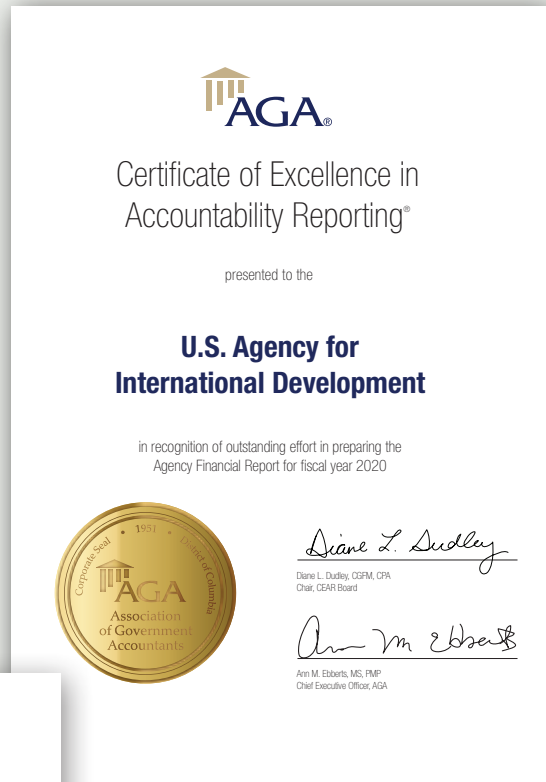 AGA®
Certificate of Excellence in
Accountability Reporting®
presented to the
U.S. Agency for
International Development
in recognition of outstanding effort in preparing the
Agency Financial Report for fiscal year 2020
Corporate Seal • 1951 • District of Columbia
AGA
Association
of Government
Accountants
Diane L. Dudley
Diane L. Dudley, CGFM, CPA
Chair, CEAR Board
Ann M Ebberts
Ann M. Ebberts, MS, PMP
Chief Executive Officer, AGA